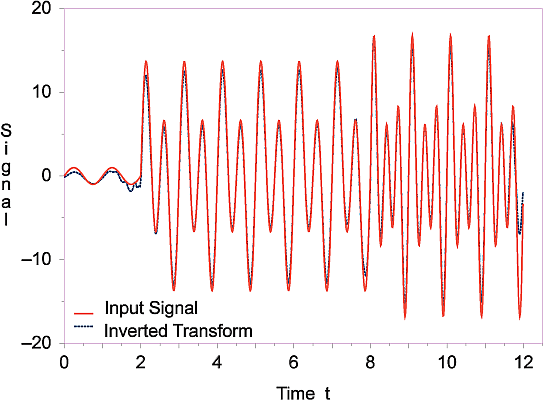 20
10
0
–10
–20
S
i
g
n
a
l
Input Signal
Inverted Transform
0 2 4 6 8 10 12
Time t